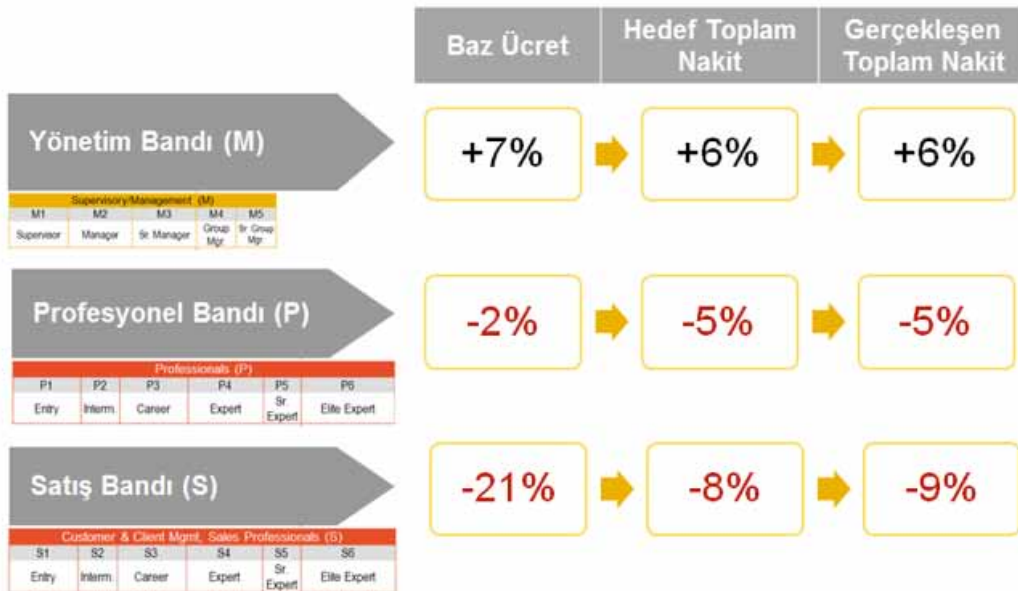 Baz Ücret
Hedef Toplam
Nakit
Gerçekleşen
Toplam Nakit
Yönetim Bandı (M)
+7%
+6%
+6%
Supervisory/Management (M)
M1 M2 M3 M4 M5
Supervisor Manager Sr. Manager Group Mgr. Sr. Group Mgr.
Profesyonel Bandı (P)
-2%
-5%
-5%
Professionals (P)
P1 P2 P3 P4 P5 P6
Entry Interm. Career Expert Sr. Expert Elite Expert
Satış Bandı (S)
-21%
-8%
-9%
Customer & Client Mgmt, Sales Professionals (S)
S1 S2 S3 S4 S5 S6
Entry Interm. Career Expert Sr. Expert Elite Expert